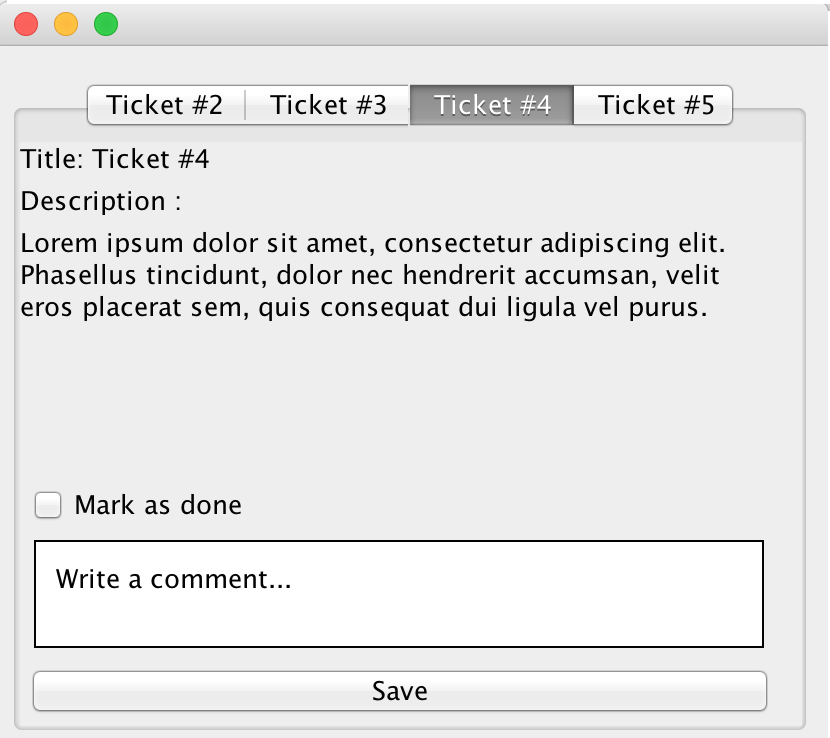 Ticket #2 Ticket #3 Ticket #4 Ticket #5
Title: Ticket #4
Description :
Lorem ipsum dolor sit amet, consectetur adipiscing elit.
Phasellus tincidunt, dolor nec hendrerit accumsan, velit
eros placerat sem, quis consequat dui ligula vel purus.
Mark as done
Write a comment...
Save